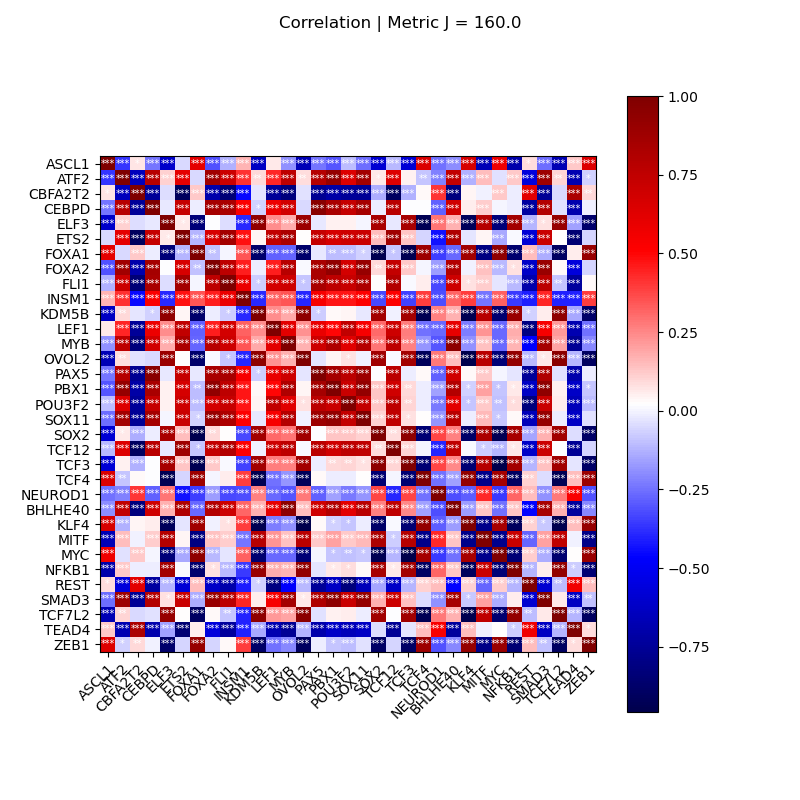 Correlation | Metric J = 160.0
ASCL1
ATF2
CBFA2T2
CEBPD
ELF3
ETS2
FOXA1
FOXA2
FLI1
INSM1
KDM5B
LEF1
MYB
OVOL2
PAX5
PBX1
POU3F2
SOX11
SOX2
TCF12
TCF3
TCF4
NEUROD1
BHLHE40
KLF4
MITF
MYC
NFKB1
REST
SMAD3
TCF7L2
TEAD4
ZEB1
ASCL1
ATF2
CBFA2T2
CEBPD
ELF3
ETS2
FOXA1
FOXA2
FLI1
INSM1
KDM5B
LEF1
MYB
OVOL2
PAX5
PBX1
POU3F2
SOX11
SOX2
TCF12
TCF3
TCF4
NEUROD1
BHLHE40
KLF4
MITF
MYC
NFKB1
REST
SMAD3
TCF7L2
TEAD4
ZEB1
1.00
0.75
0.50
0.25
0.00
−0.25
−0.50
−0.75